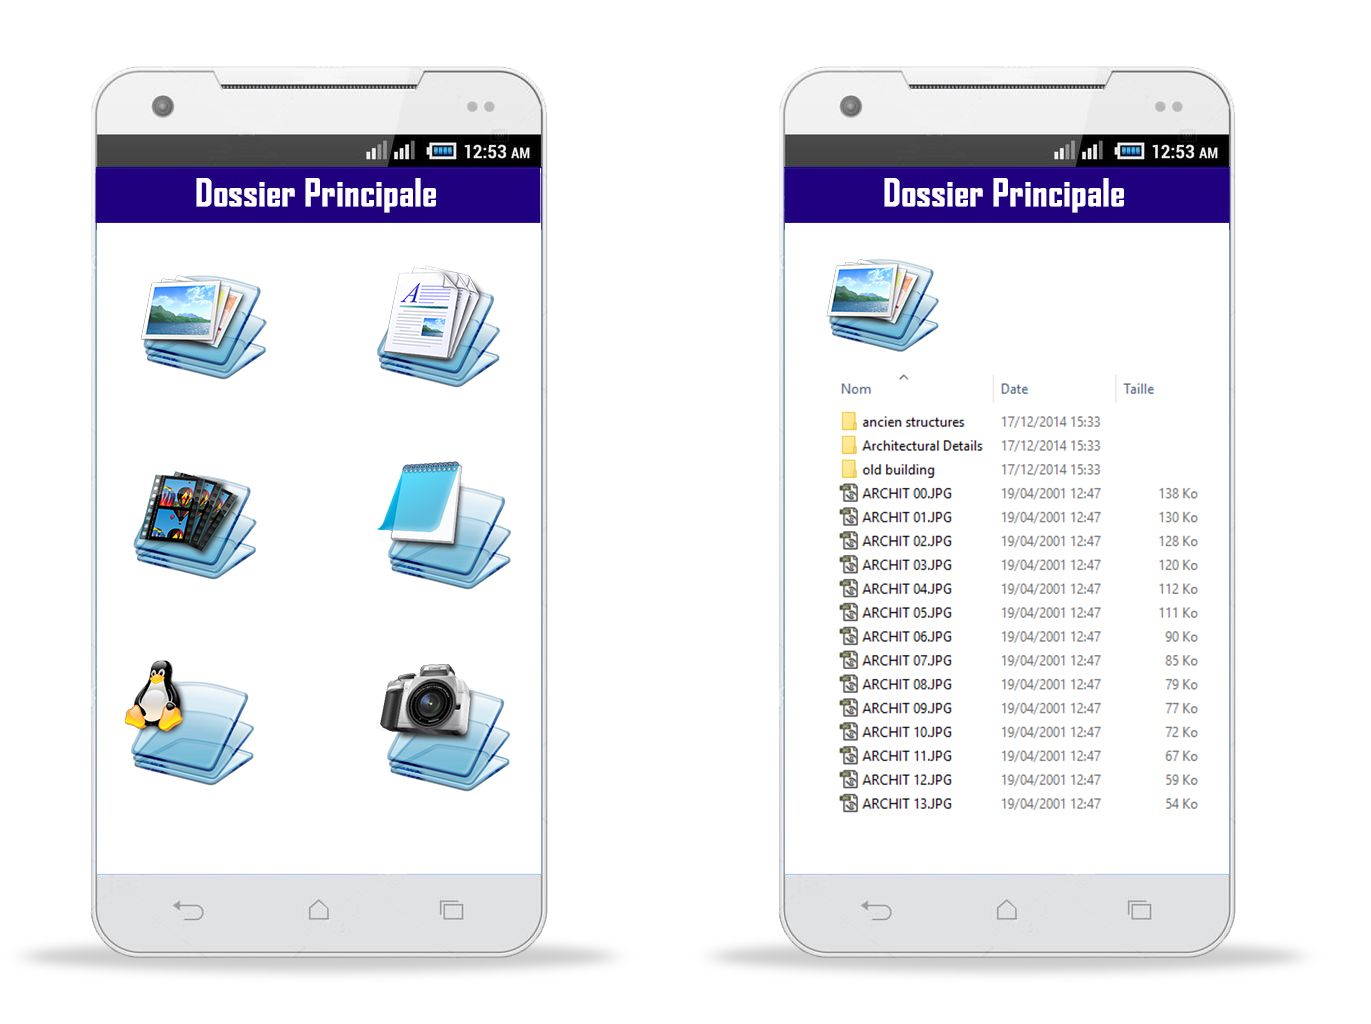 12:53 AM
Dossier Principale
A
12:53 AM
Dossier Principale
Nom Date Taille
ancien structures 17/12/2014 15:33
Architectural Details 17/12/2014 15:33
old building 17/12/2014 15:33
ARCHIT 00.JPG 19/04/2001 12:47 138 Ko
ARCHIT 01.JPG 19/04/2001 12:47 130 Ko
ARCHIT 02.JPG 19/04/2001 12:47 128 Ko
ARCHIT 03.JPG 19/04/2001 12:47 120 Ko
ARCHIT 04.JPG 19/04/2001 12:47 112 Ko
ARCHIT 05.JPG 19/04/2001 12:47 111 Ko
ARCHIT 06.JPG 19/04/2001 12:47 90 Ko
ARCHIT 07.JPG 19/04/2001 12:47 85 Ko
ARCHIT 08.JPG 19/04/2001 12:47 79 Ko
ARCHIT 09.JPG 19/04/2001 12:47 77 Ko
ARCHIT 10.JPG 19/04/2001 12:47 72 Ko
ARCHIT 11.JPG 19/04/2001 12:47 67 Ko
ARCHIT 12.JPG 19/04/2001 12:47 59 Ko
ARCHIT 13.JPG 19/04/2001 12:47 54 Ko